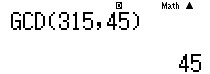 D Math ▲
GCD(315,45)
45